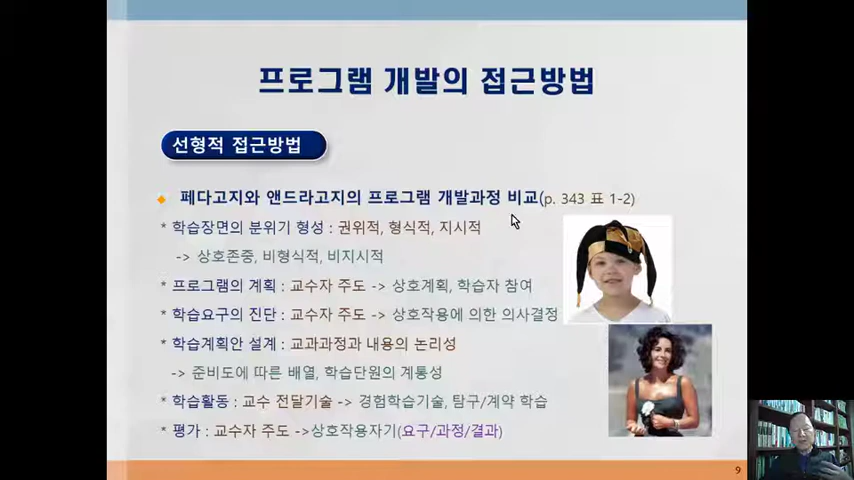 프로그램 개발의 접근방법
선형적 접근방법
페다고지와 앤드라고지의 프로그램 개발과정 비교(p. 343 표 1-2)
* 학습장면의 분위기 형성 : 권위적, 형식적, 지시적
-> 상호존중, 비형식적, 비지시적
* 프로그램의 계획 : 교수자 주도 -> 상호계획, 학습자 참여
* 학습요구의 진단 : 교수자 주도 -> 상호작용에 의한 의사결정
* 학습계획안 설계 : 교과과정과 내용의 논리성
-> 준비도에 따른 배열, 학습단원의 계통성
* 학습활동 : 교수 전달기술 -> 경험학습기술, 탐구/계약 학습
* 평가 : 교수자 주도 ->상호작용자기(요구/과정/결과)
9